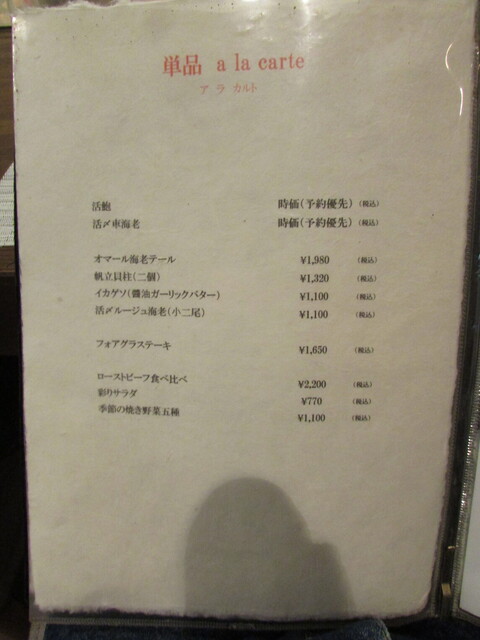 単品 a la carte
ア ラ カルト
活鮑 時価(予約優先) (税込)
活〆車海老 時価(予約優先) (税込)
オマール海老テール ¥1,980 (税込)
帆立貝柱(二個) ¥1,320 (税込)
イカゲソ(醤油ガーリックバター) ¥1,100 (税込)
活〆ルージュ海老(小二尾) ¥1,100 (税込)
フォアグラステーキ ¥1,650 (税込)
ローストビーフ食べ比べ ¥2,200 (税込)
彩りサラダ ¥770 (税込)
季節の焼き野菜五種 ¥1,100 (税込)